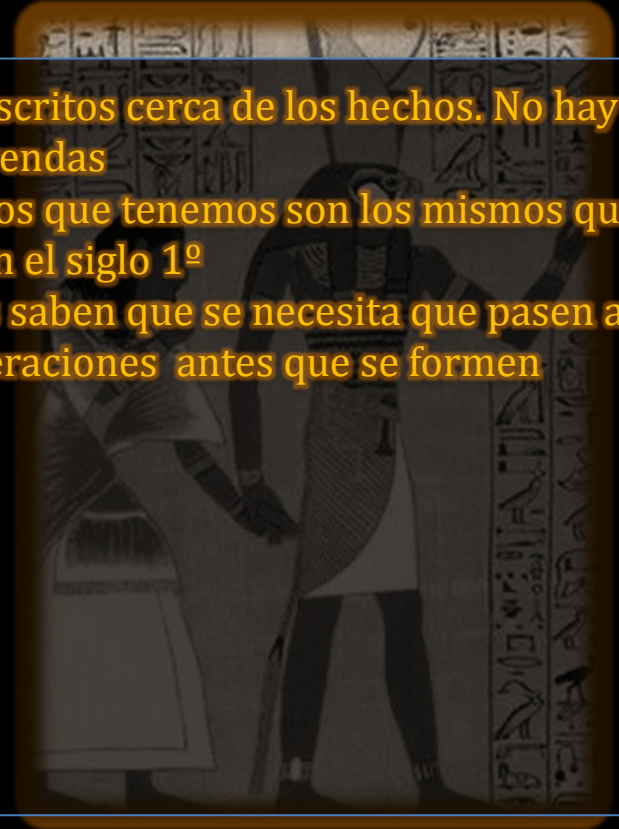 scritos cerca de los hechos. No hay
endas
os que tenemos son los mismos qu
n el siglo 1º
saben que se necesita que pasen a
eraciones antes que se formen